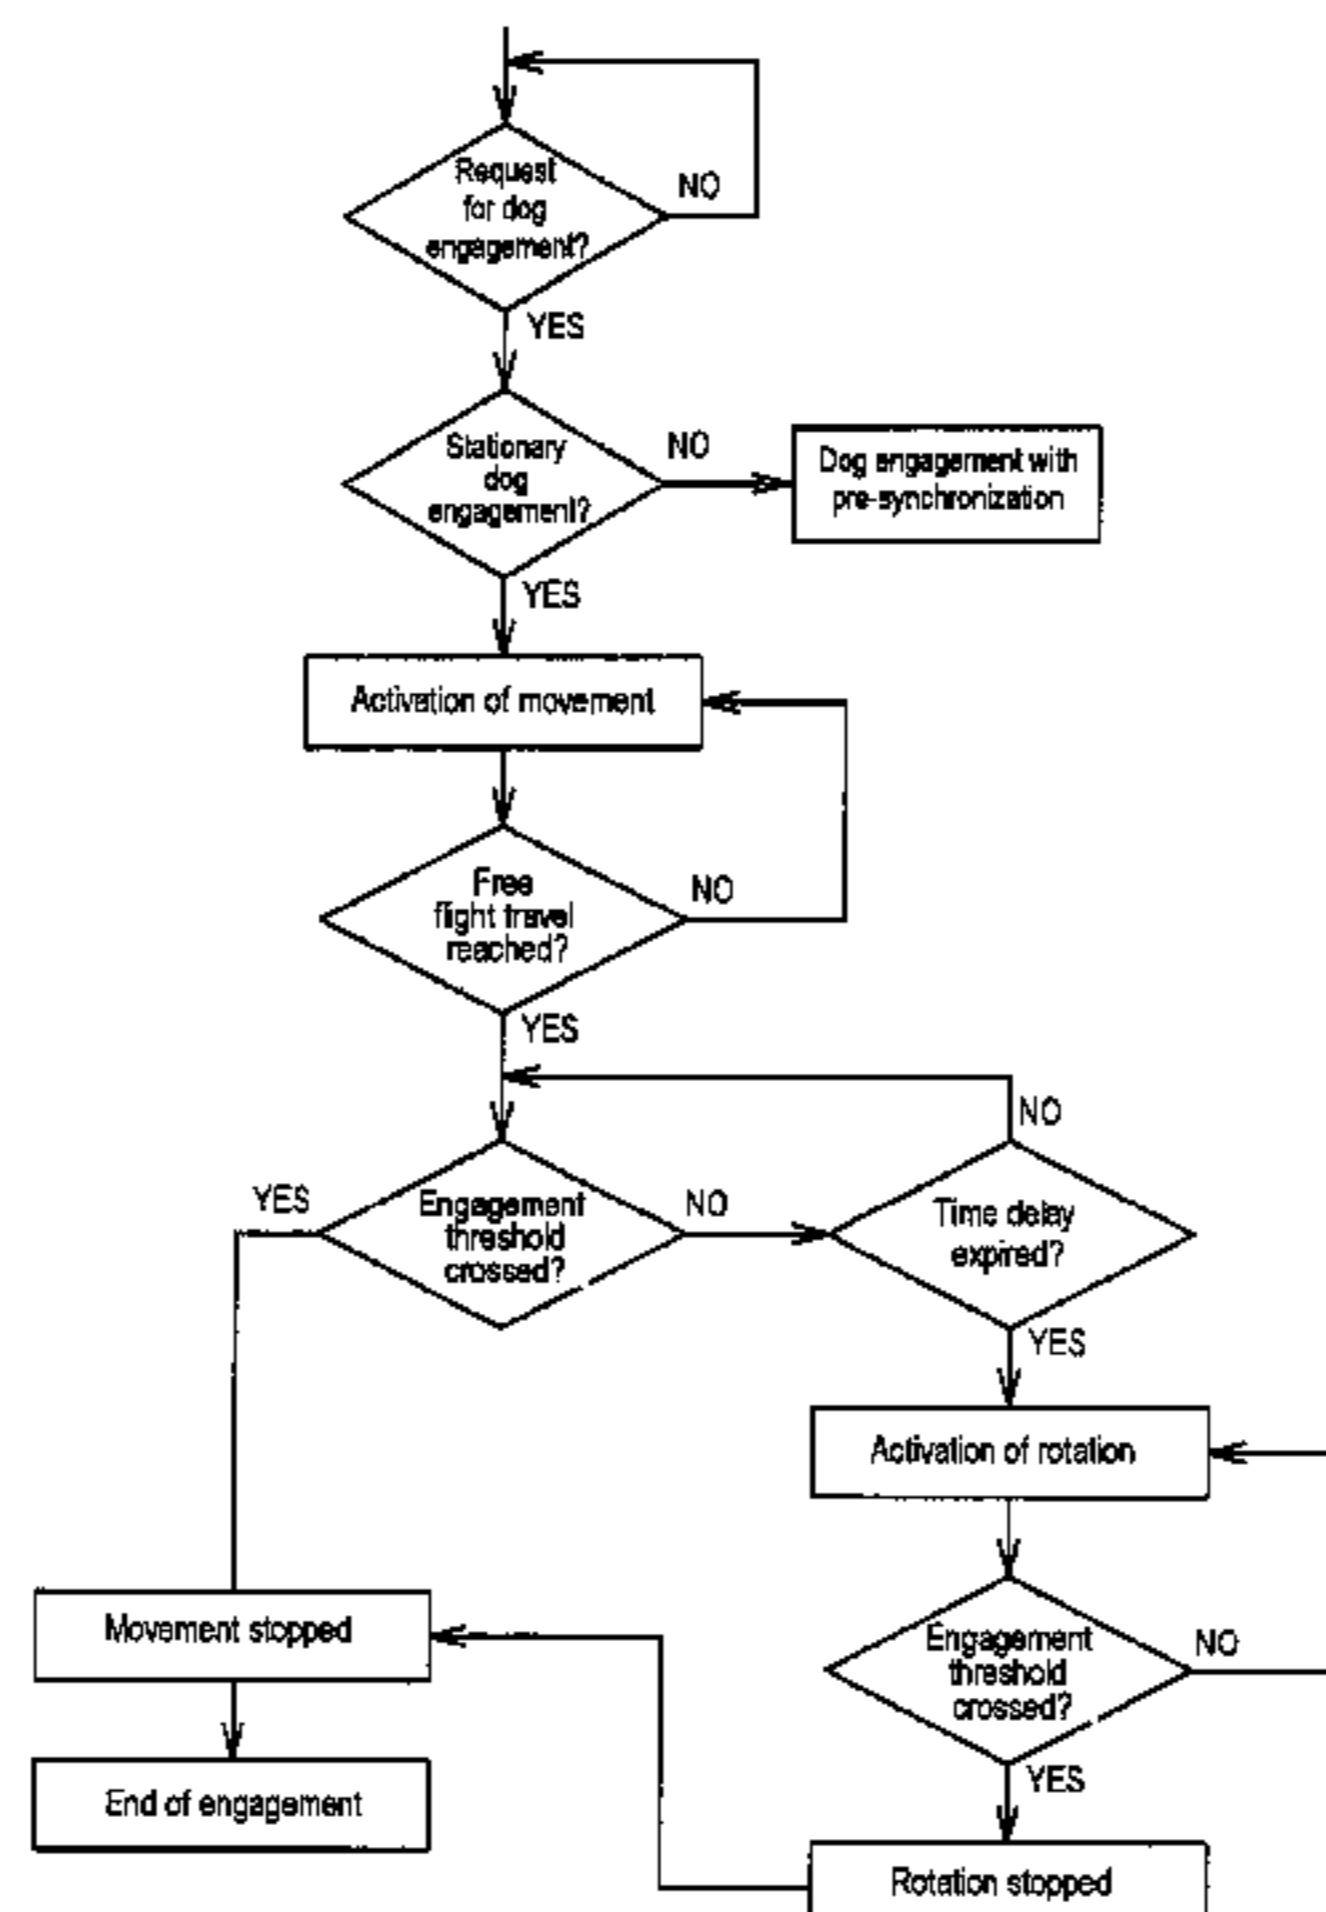 Request
for dog
engagement?
NO
YES
Stationary
dog
engagement?
NO
Dog engagement with
pre-synchronization
YES
Activation of movement
Free
flight travel
reached?
NO
YES
NO
YES
Engagement
threshold
crossed?
NO
Time delay
expired?
YES
Activation of rotation
Movement stopped
Engagement
threshold
crossed?
NO
YES
End of engagement
Rotation stopped